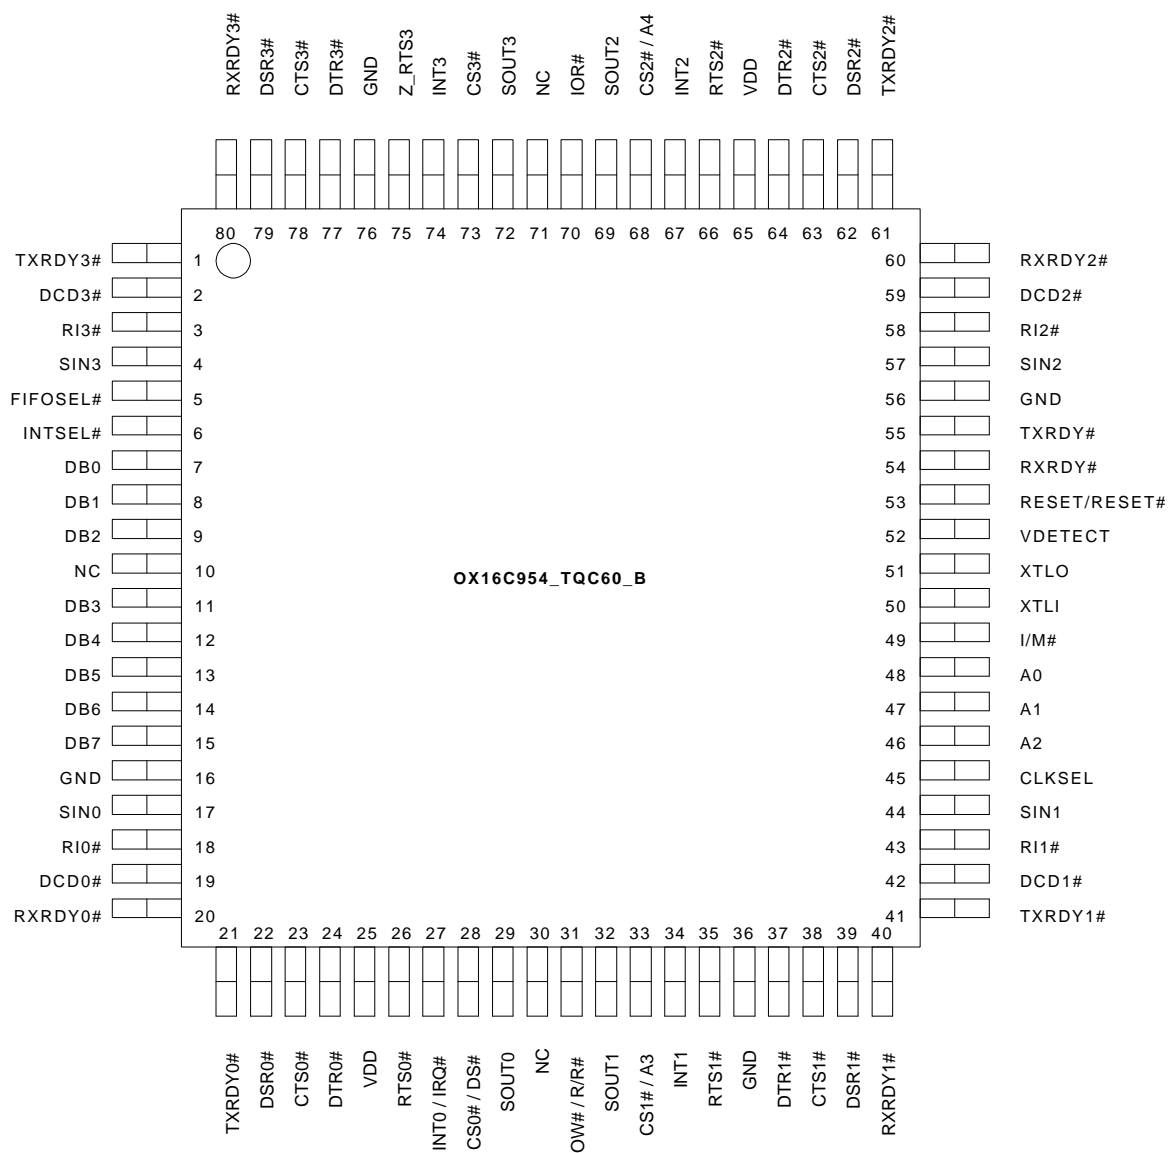 RXRDY3# DSR3# CTS3# DTR3# GND Z_RTS3 INT3 CS3# SOUT3 NC IOR# SOUT2 CS2# / A4 INT2 RTS2# VDD DTR2# CTS2# DSR2# TXRDY2#
80 79 78 77 76 75 74 73 72 71 70 69 68 67 66 65 64 63 62 61
TXRDY3# 1 60 RXRDY2#
DCD3# 2 59 DCD2#
RI3# 3 58 RI2#
SIN3 4 57 SIN2
FIFOSEL# 5 56 GND
INTSEL# 6 55 TXRDY#
DB0 7 54 RXRDY#
DB1 8 53 RESET/RESET#
DB2 9 52 VDETECT
NC 10 51 XTLO
OX16C954_TQC60_B
DB3 11 50 XTLI
DB4 12 49 I/M#
DB5 13 48 A0
DB6 14 47 A1
DB7 15 46 A2
GND 16 45 CLKSEL
SIN0 17 44 SIN1
RI0# 18 43 RI1#
DCD0# 19 42 DCD1#
RXRDY0# 20 41 TXRDY1#
21 22 23 24 25 26 27 28 29 30 31 32 33 34 35 36 37 38 39 40
TXRDY0# DSR0# CTS0# DTR0# VDD RTS0# INT0 / IRQ# CS0# / DS# SOUT0 NC OW# / R/R# SOUT1 CS1# / A3 INT1 RTS1# GND DTR1# CTS1# DSR1# RXRDY1#